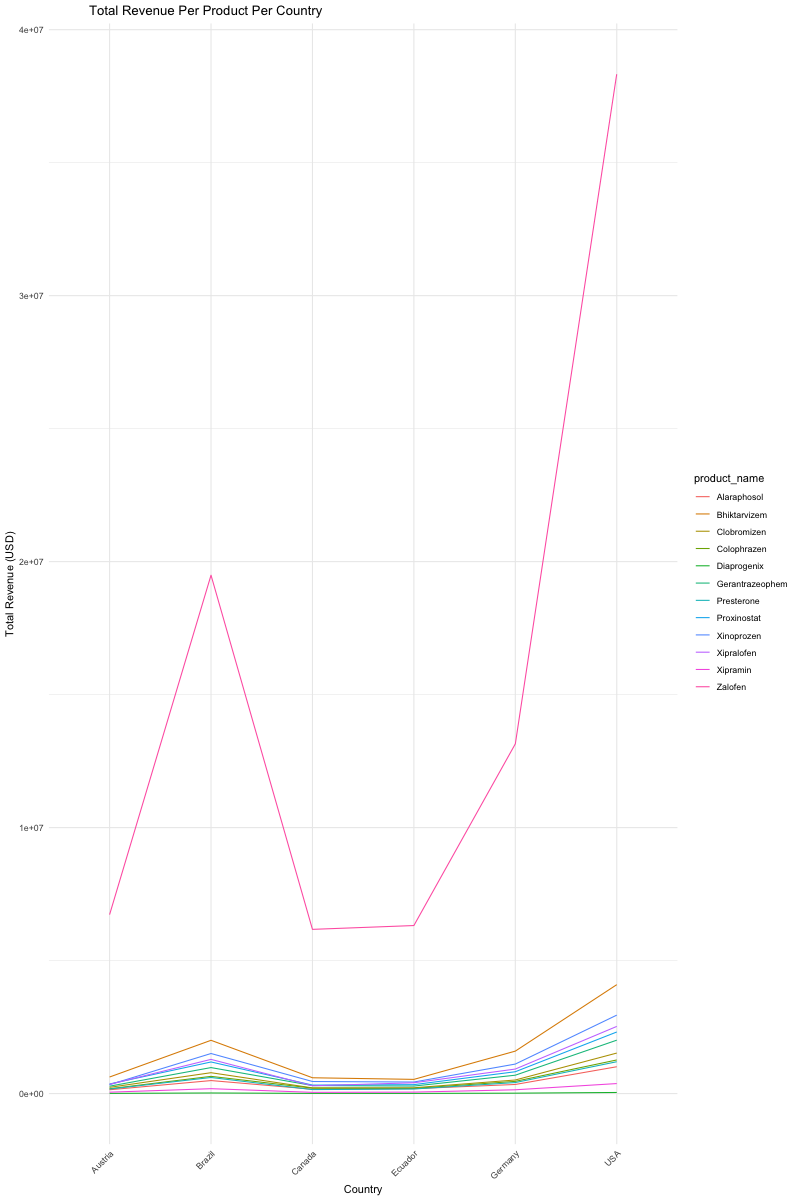 Total Revenue Per Product Per Country
4e+07
3e+07
2e+07
1e+07
0e+00
Total Revenue (USD)
Austria
Brazil
Canada
Ecuador
Germany
USA
Country
product_name
Alaraphosol
Bhiktarvizem
Clobromizen
Colophrazen
Diaprogenix
Gerantrazeophem
Presterone
Proxinostat
Xinoprozen
Xipralofen
Xipramin
Zalofen